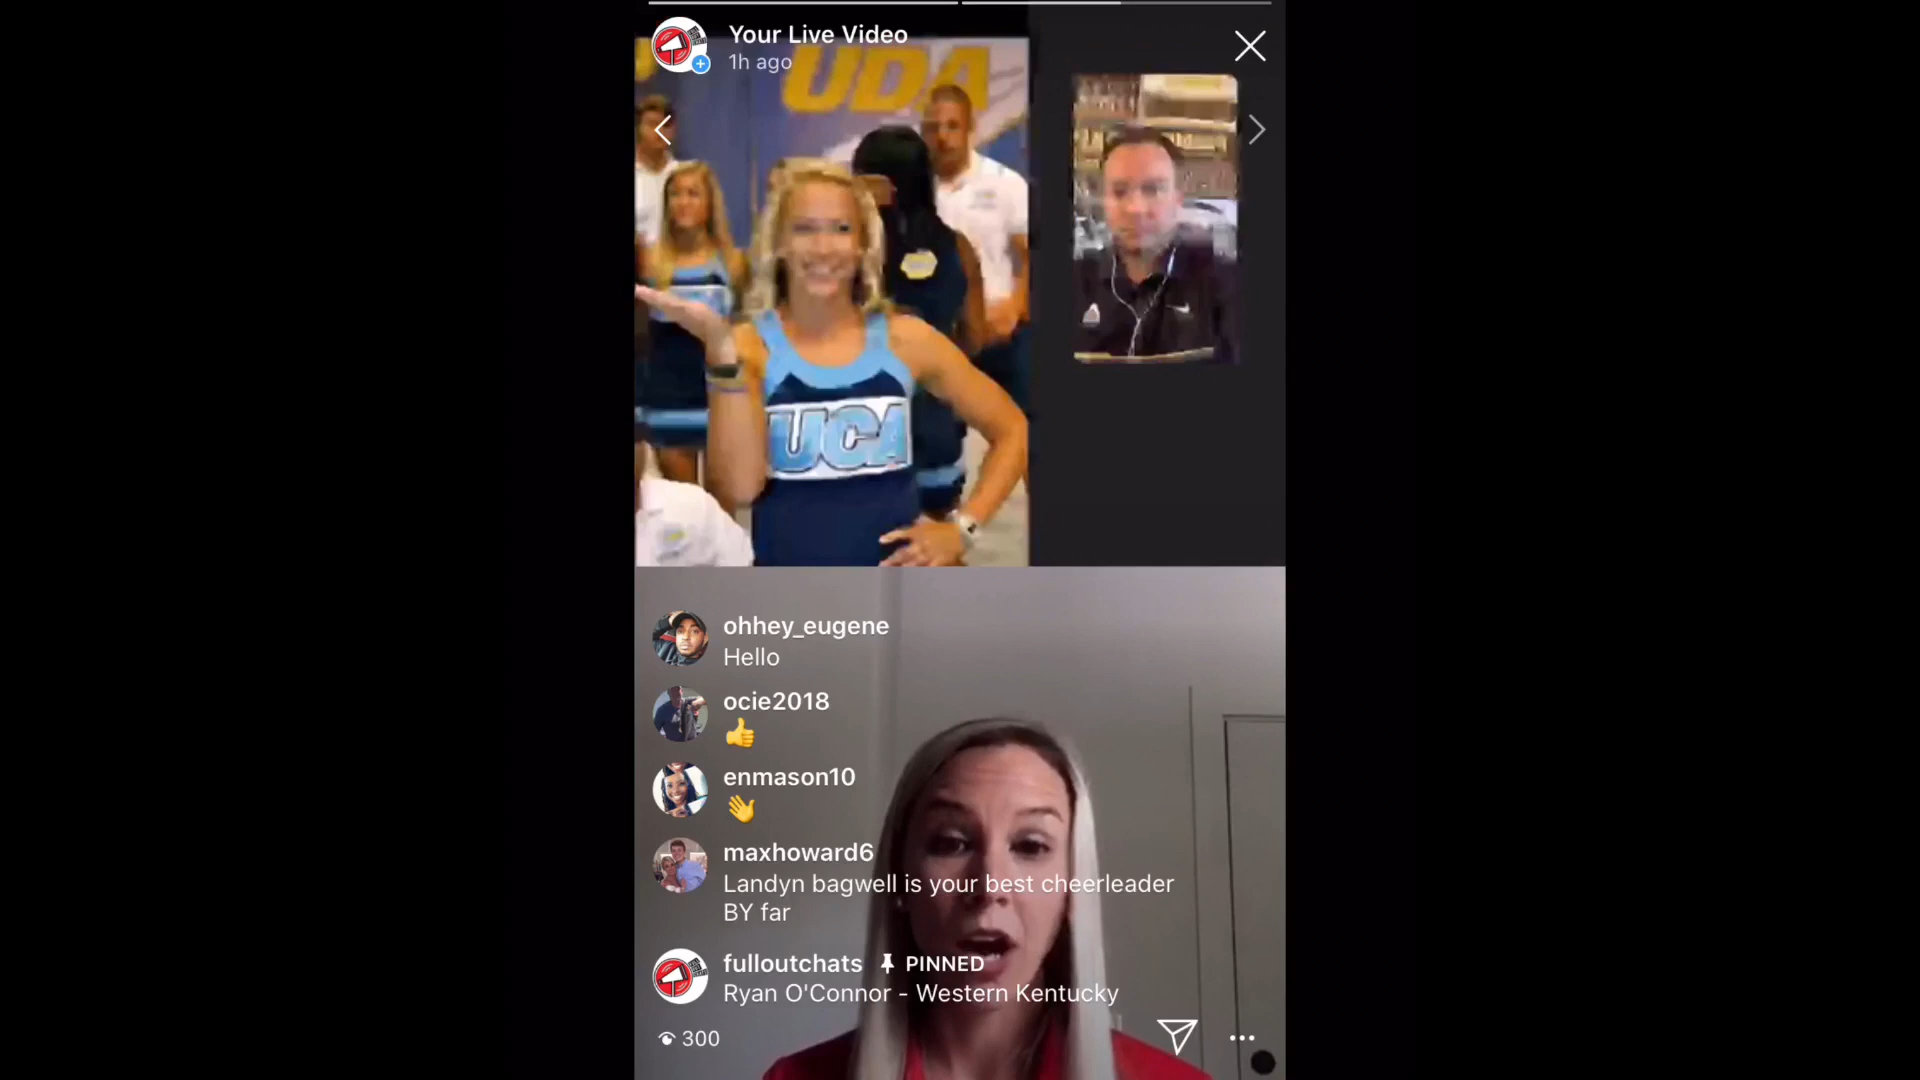 Your Live Video
1h ago
UDA
UCA
ohhey_eugene
Hello
ocie2018
👍
enmason10
👋
maxhoward6
Landyn bagwell is your best cheerleader
BY far
fulloutchats PINNED
Ryan O'Connor - Western Kentucky
300